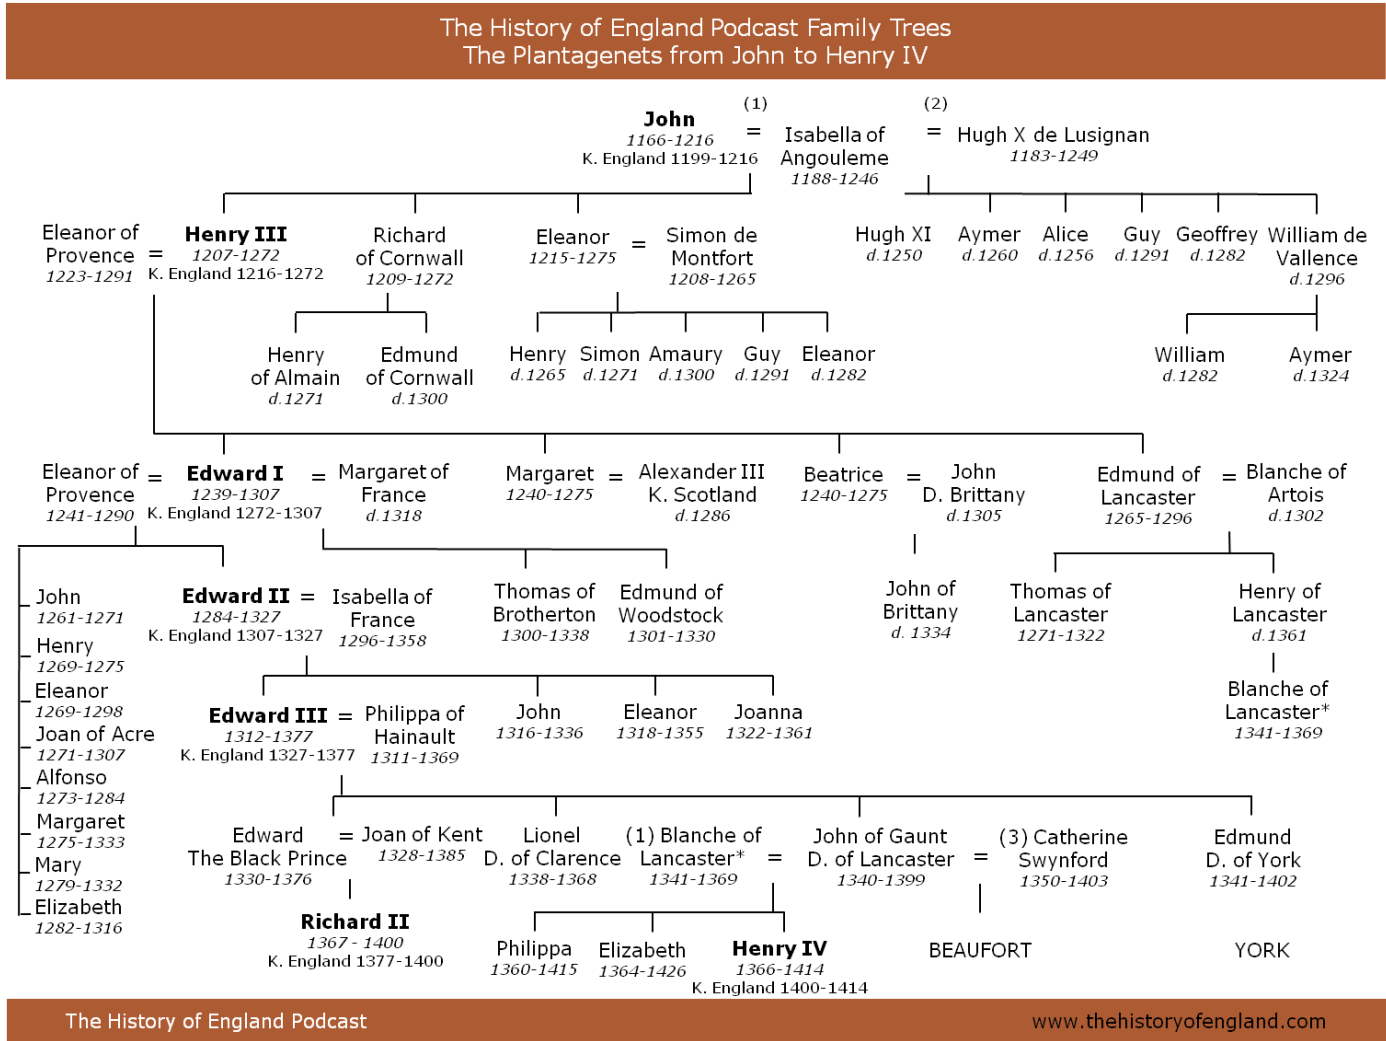 The History of England Podcast Family Trees
The Plantagenets from John to Henry IV
(1)
(2)
John
1166-1216
K. England 1199-1216
=
Isabella of
Angouleme
1188-1246
=
Hugh X de Lusignan
1183-1249
Eleanor of
Provence
1223-1291
=
Henry III
1207-1272
K. England 1216-1272
Richard
of Cornwall
1209-1272
Eleanor
1215-1275
=
Simon de
Montfort
1208-1265
Hugh XI
d.1250
Aymer
d.1260
Alice
d.1256
Guy
d.1291
Geoffrey
d.1282
William de
Vallence
d.1296
Henry
of Almain
d.1271
Edmund
of Cornwall
d.1300
Henry
d.1265
Simon
d.1271
Amaury
d.1300
Guy
d.1291
Eleanor
d.1282
William
d.1282
Aymer
d.1324
Eleanor of
Provence
1241-1290
=
Edward I
1239-1307
K. England 1272-1307
=
Margaret of
France
d.1318
Margaret
1240-1275
=
Alexander III
K. Scotland
d.1286
Beatrice
1240-1275
=
John
D. Brittany
d.1305
Edmund of
Lancaster
1265-1296
=
Blanche of
Artois
d.1302
John
1261-1271
Henry
1269-1275
Eleanor
1269-1298
Joan of Acre
1271-1307
Alfonso
1273-1284
Margaret
1275-1333
Mary
1279-1332
Elizabeth
1282-1316
Edward II
1284-1327
K. England 1307-1327
=
Isabella of
France
1296-1358
Thomas of
Brotherton
1300-1338
Edmund of
Woodstock
1301-1330
John of
Brittany
d. 1334
Thomas of
Lancaster
1271-1322
Henry of
Lancaster
d.1361
Blanche of
Lancaster*
1341-1369
Edward III
1312-1377
K. England 1327-1377
=
Philippa of
Hainault
1311-1369
John
1316-1336
Eleanor
1318-1355
Joanna
1322-1361
Edward
The Black Prince
1330-1376
=
Joan of Kent
1328-1385
Lionel
D. of Clarence
1338-1368
(1) Blanche of
Lancaster*
1341-1369
=
John of Gaunt
D. of Lancaster
1340-1399
=
(3) Catherine
Swynford
1350-1403
Edmund
D. of York
1341-1402
Richard II
1367 - 1400
K. England 1377-1400
Philippa
1360-1415
Elizabeth
1364-1426
Henry IV
1366-1414
K. England 1400-1414
BEAUFORT
YORK
The History of England Podcast
www.thehistoryofengland.com